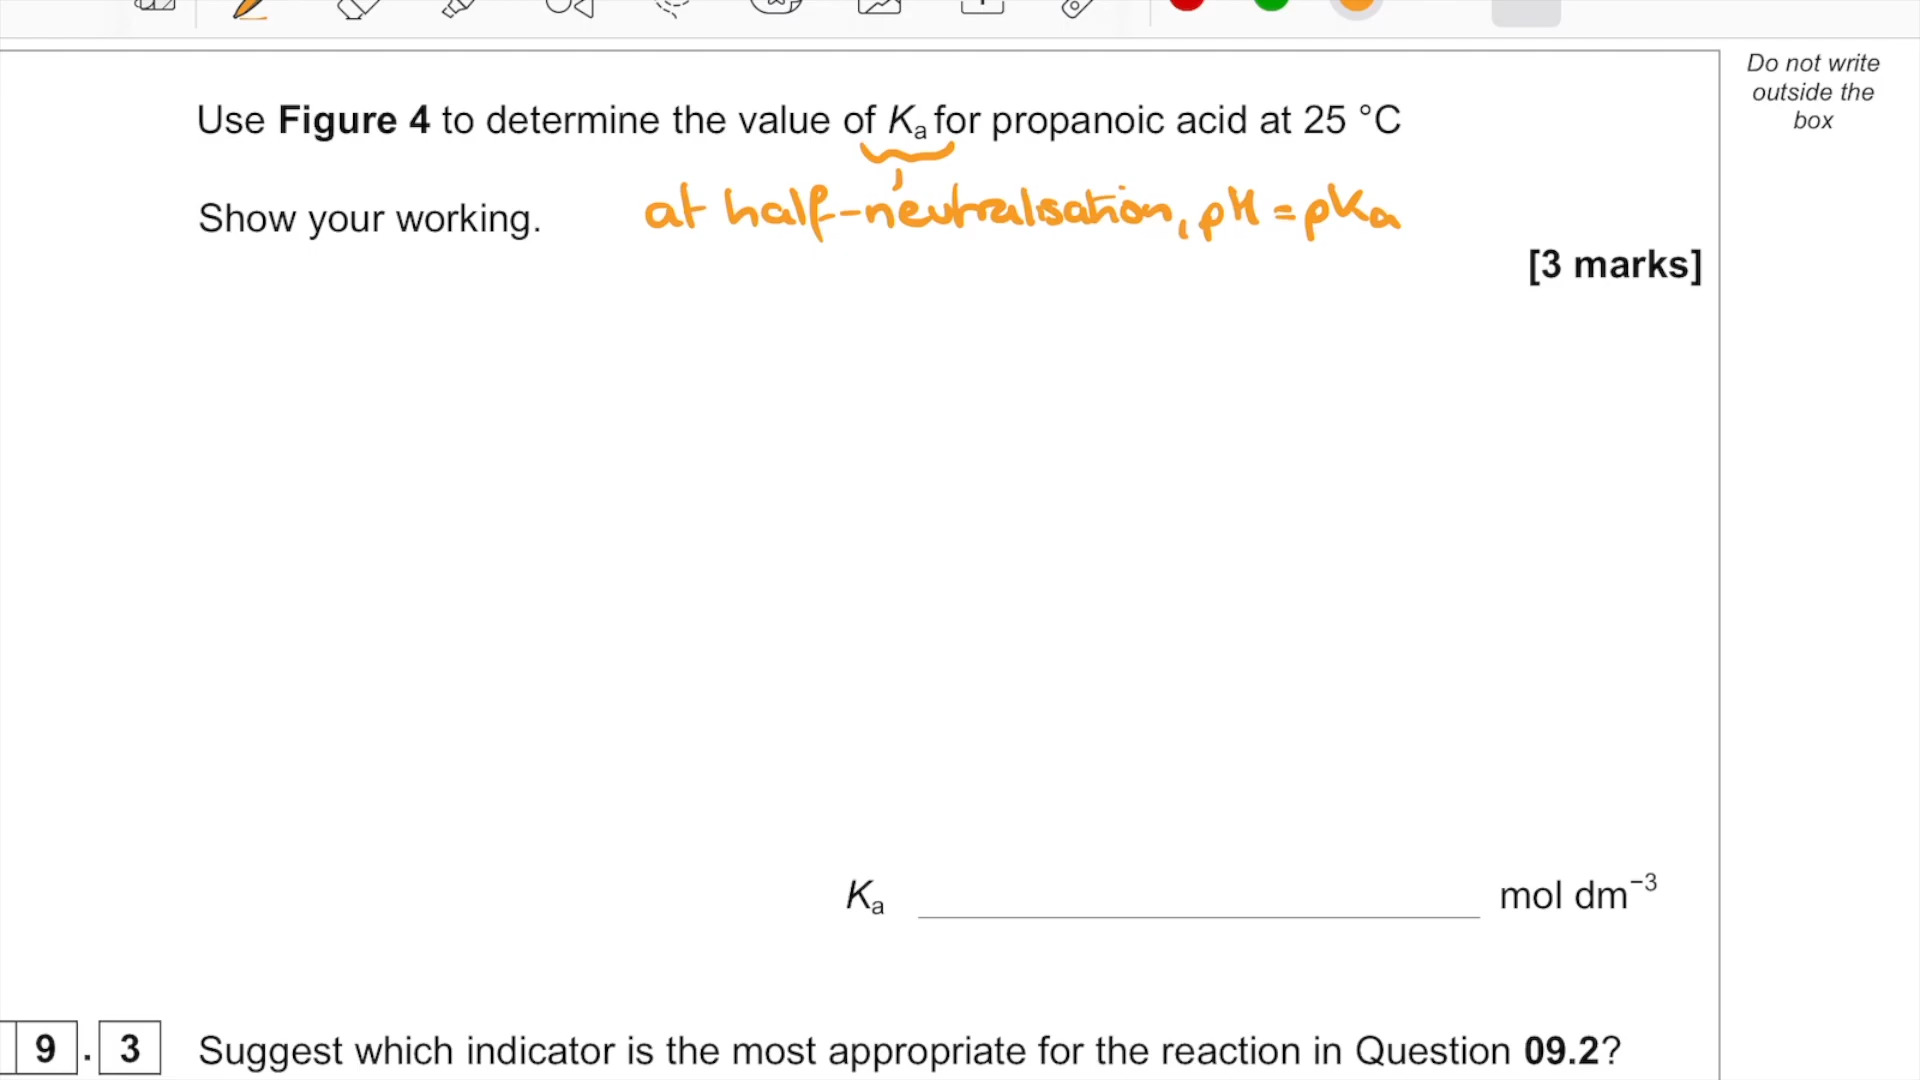 Do not write
outside the
box
Use Figure 4 to determine the value of Ka for propanoic acid at 25 °C
Show your working.
at half-neutralisation, pH = pKa
[3 marks]
Ka ________ mol dm⁻³
9 . 3 Suggest which indicator is the most appropriate for the reaction in Question 09.2?